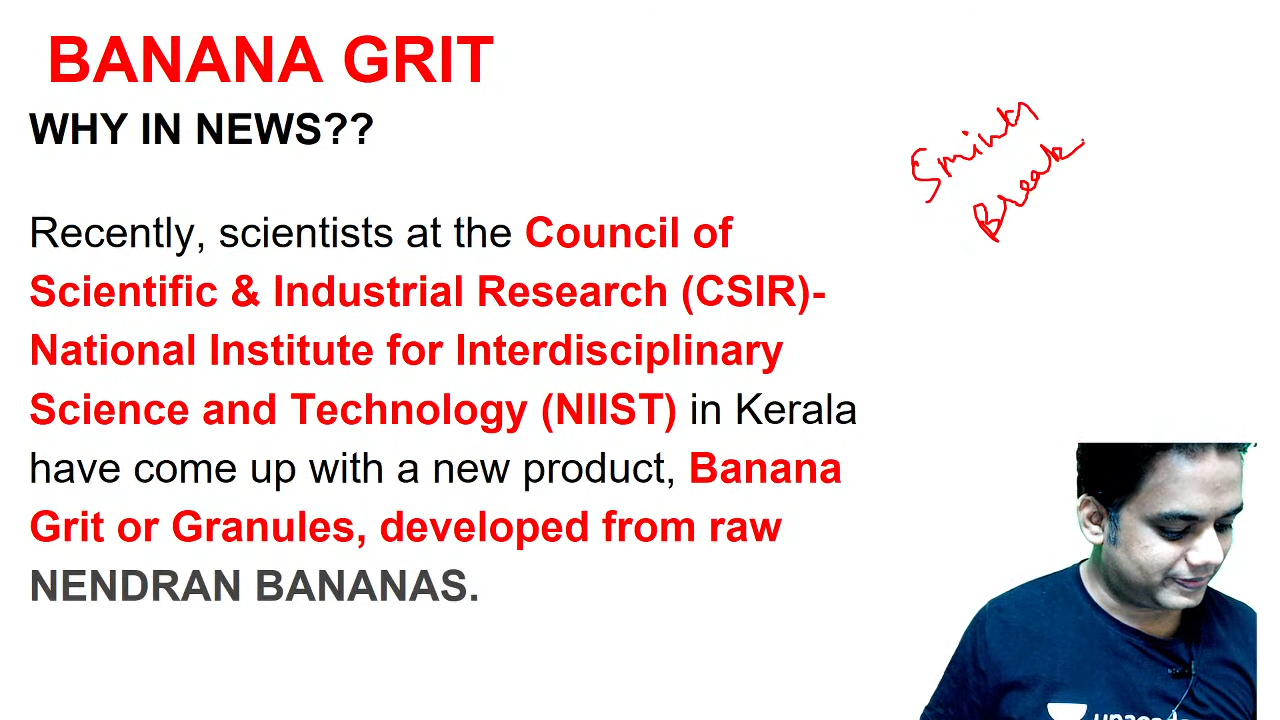 BANANA GRIT
WHY IN NEWS??
5 mints
Break
Recently, scientists at the Council of
Scientific & Industrial Research (CSIR)-
National Institute for Interdisciplinary
Science and Technology (NIIST) in Kerala
have come up with a new product, Banana
Grit or Granules, developed from raw
NENDRAN BANANAS.